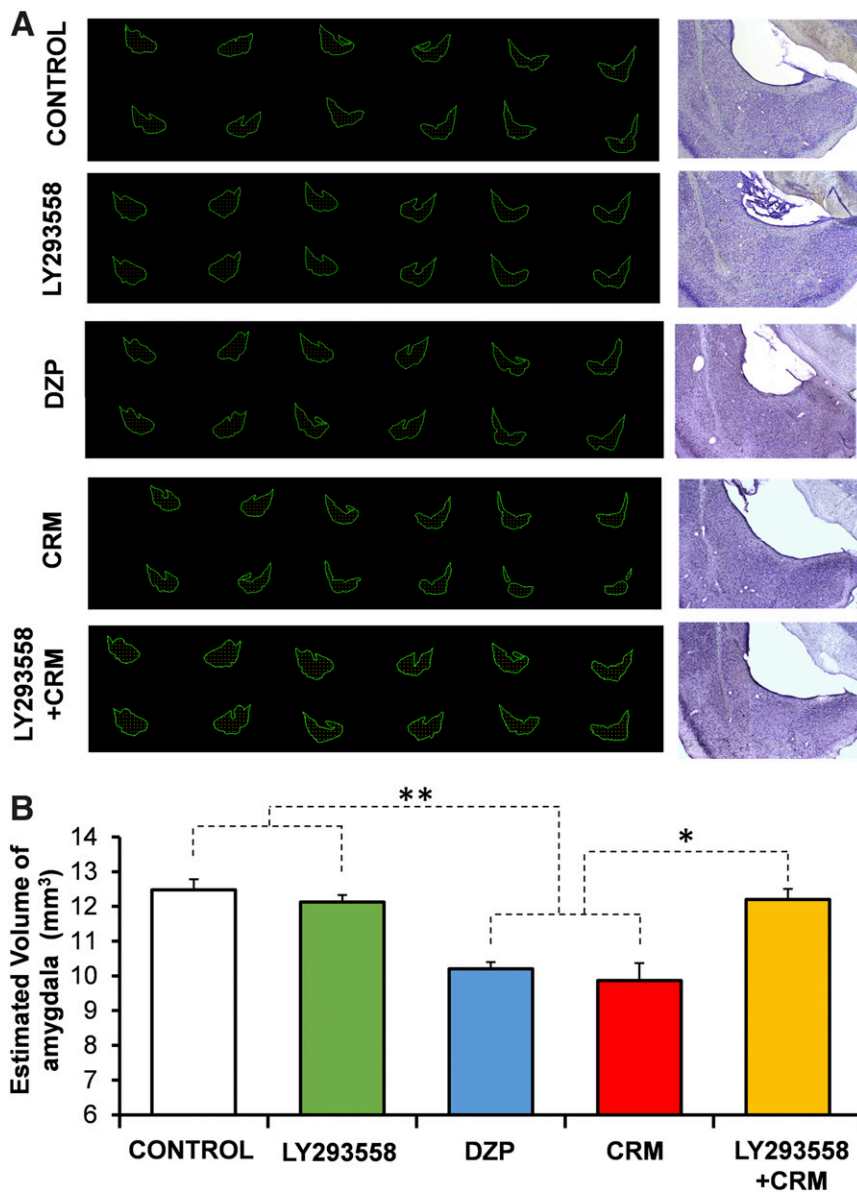 A
CONTROL
LY293558
DZP
CRM
LY293558
+CRM
B
**
*
Estimated Volume of
amygdala (mm³)
14
13
12
11
10
9
8
7
6
CONTROL
LY293558
DZP
CRM
LY293558
+CRM